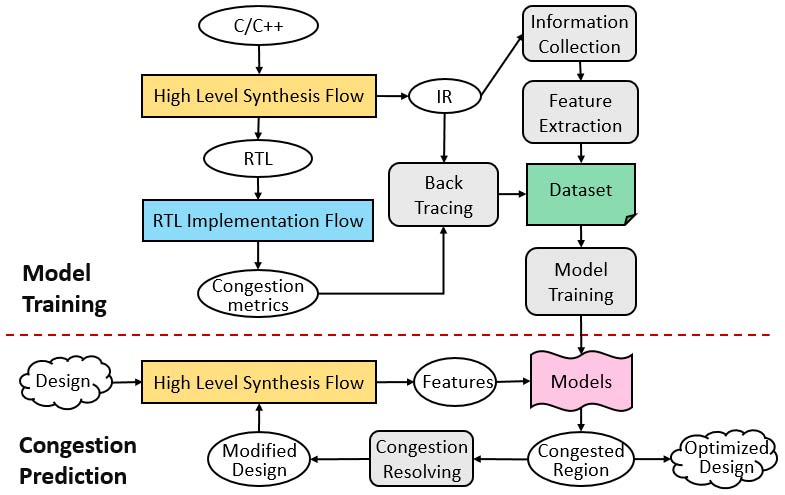 C/C++
Information
Collection
High Level Synthesis Flow
IR
Feature
Extraction
RTL
Back
Tracing
Dataset
RTL Implementation Flow
Model
Training
Congestion
metrics
Model
Training
Design
High Level Synthesis Flow
Features
Models
Congestion
Prediction
Modified
Design
Congestion
Resolving
Congested
Region
Optimized
Design